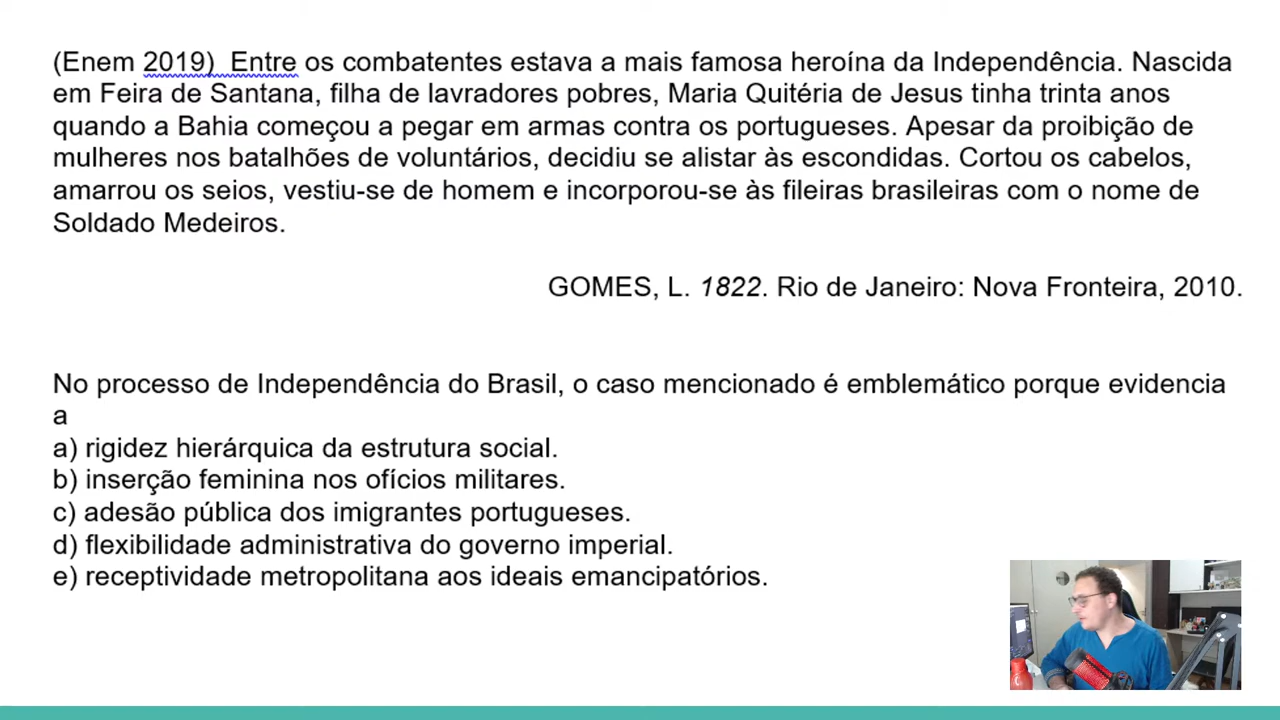 (Enem 2019)  Entre os combatentes estava a mais famosa heroína da Independência. Nascida
em Feira de Santana, filha de lavradores pobres, Maria Quitéria de Jesus tinha trinta anos
quando a Bahia começou a pegar em armas contra os portugueses. Apesar da proibição de
mulheres nos batalhões de voluntários, decidiu se alistar às escondidas. Cortou os cabelos,
amarrou os seios, vestiu-se de homem e incorporou-se às fileiras brasileiras com o nome de
Soldado Medeiros.
GOMES, L. 1822. Rio de Janeiro: Nova Fronteira, 2010.
No processo de Independência do Brasil, o caso mencionado é emblemático porque evidencia
a
a) rigidez hierárquica da estrutura social.
b) inserção feminina nos ofícios militares.
c) adesão pública dos imigrantes portugueses.
d) flexibilidade administrativa do governo imperial.
e) receptividade metropolitana aos ideais emancipatórios.